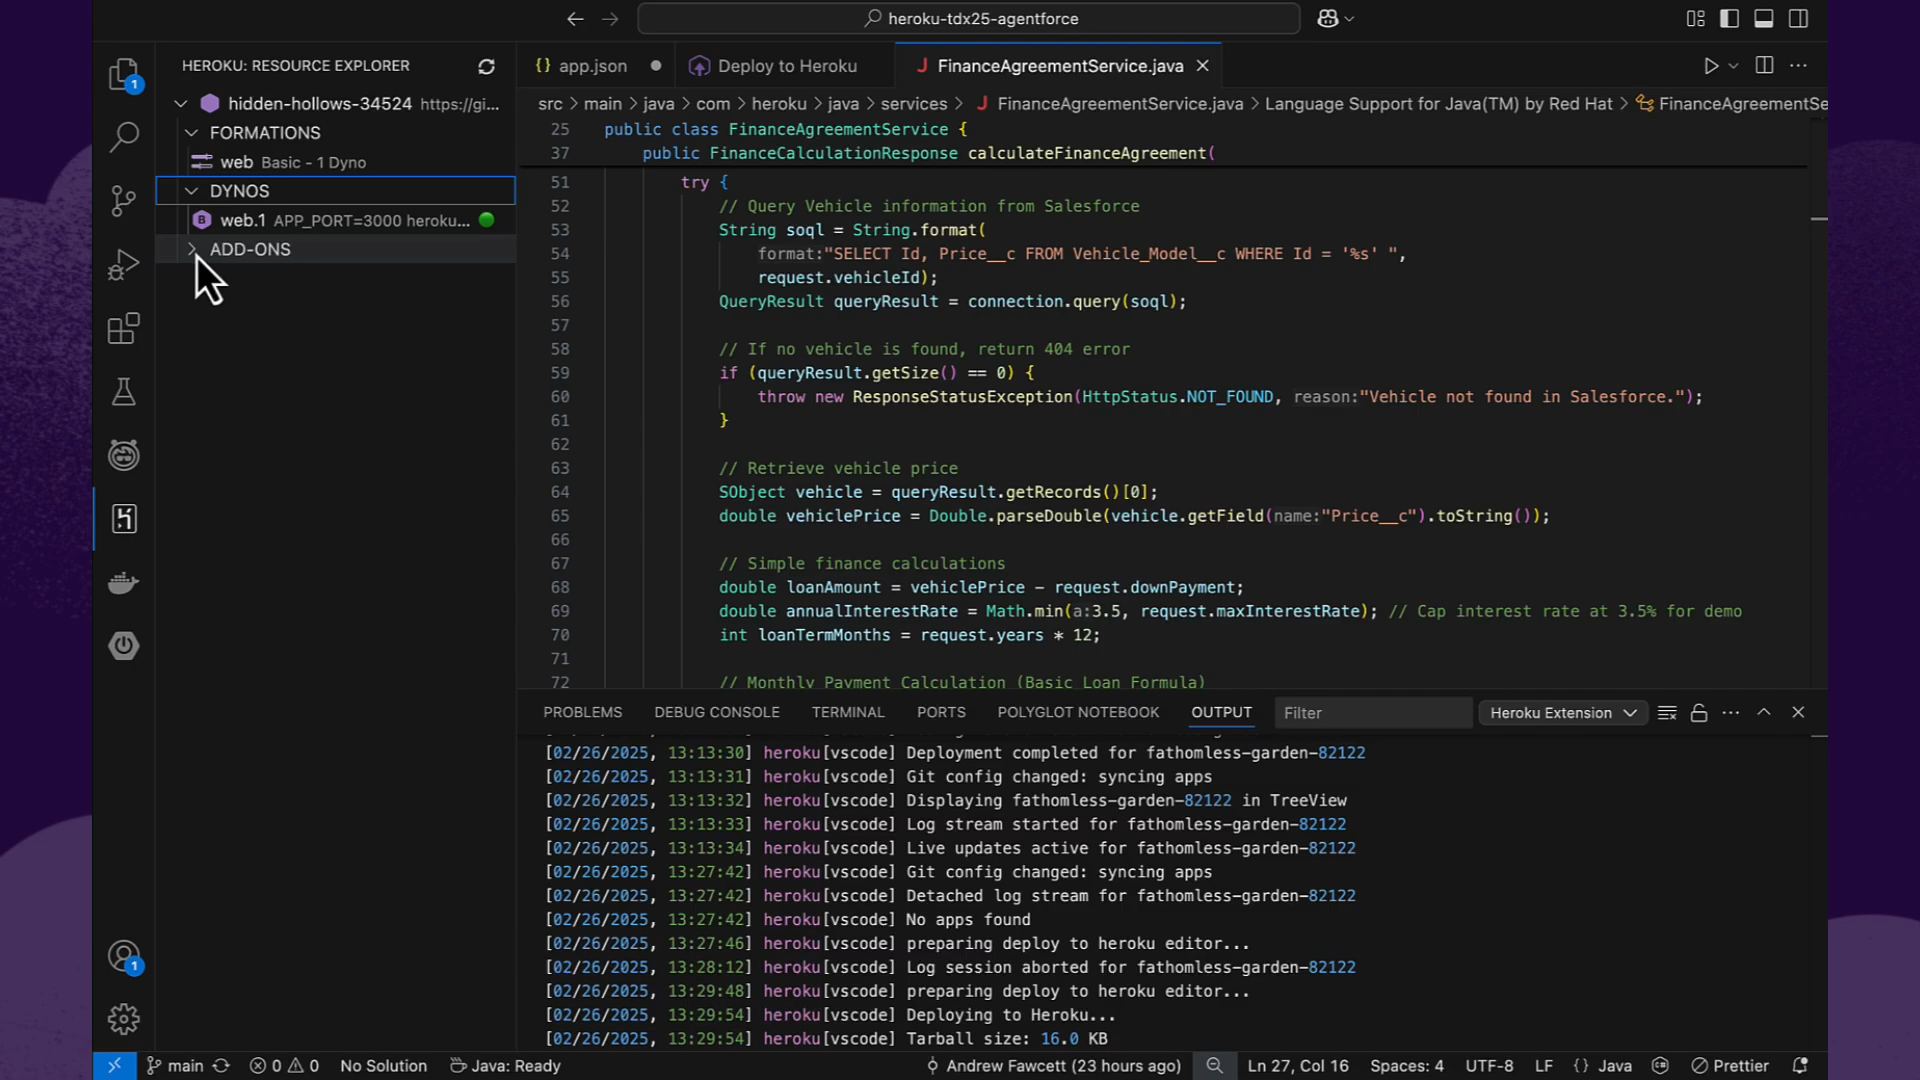 heroku-tdx25-agentforce
HEROKU: RESOURCE EXPLORER
hidden-hollows-34524 https://gi...
FORMATIONS
web Basic - 1 Dyno
DYNOS
web.1 APP_PORT=3000 heroku...
ADD-ONS
1
1
{} app.json
Deploy to Heroku
J FinanceAgreementService.java
src > main > java > com > heroku > java > services > J FinanceAgreementService.java > Language Support for Java(TM) by Red Hat > FinanceAgreementSe
25 public class FinanceAgreementService {
37 public FinanceCalculationResponse calculateFinanceAgreement(
51 try {
52 // Query Vehicle information from Salesforce
53 String soql = String.format(
54 format:"SELECT Id, Price__c FROM Vehicle_Model__c WHERE Id = '%s' ",
55 request.vehicleId);
56 QueryResult queryResult = connection.query(soql);
57
58 // If no vehicle is found, return 404 error
59 if (queryResult.getSize() == 0) {
60 throw new ResponseStatusException(HttpStatus.NOT_FOUND, reason:"Vehicle not found in Salesforce.");
61 }
62
63 // Retrieve vehicle price
64 SObject vehicle = queryResult.getRecords()[0];
65 double vehiclePrice = Double.parseDouble(vehicle.getField(name:"Price__c").toString());
66
67 // Simple finance calculations
68 double loanAmount = vehiclePrice - request.downPayment;
69 double annualInterestRate = Math.min(a:3.5, request.maxInterestRate); // Cap interest rate at 3.5% for demo
70 int loanTermMonths = request.years * 12;
71
72 // Monthly Payment Calculation (Basic Loan Formula)
PROBLEMS DEBUG CONSOLE TERMINAL PORTS POLYGLOT NOTEBOOK OUTPUT Filter Heroku Extension
[02/26/2025, 13:13:30] heroku[vscode] Deployment completed for fathomless-garden-82122
[02/26/2025, 13:13:31] heroku[vscode] Git config changed: syncing apps
[02/26/2025, 13:13:32] heroku[vscode] Displaying fathomless-garden-82122 in TreeView
[02/26/2025, 13:13:33] heroku[vscode] Log stream started for fathomless-garden-82122
[02/26/2025, 13:13:34] heroku[vscode] Live updates active for fathomless-garden-82122
[02/26/2025, 13:27:42] heroku[vscode] Git config changed: syncing apps
[02/26/2025, 13:27:42] heroku[vscode] Detached log stream for fathomless-garden-82122
[02/26/2025, 13:27:42] heroku[vscode] No apps found
[02/26/2025, 13:27:46] heroku[vscode] preparing deploy to heroku editor...
[02/26/2025, 13:28:12] heroku[vscode] Log session aborted for fathomless-garden-82122
[02/26/2025, 13:29:48] heroku[vscode] preparing deploy to heroku editor...
[02/26/2025, 13:29:54] heroku[vscode] Deploying to Heroku...
[02/26/2025, 13:29:54] heroku[vscode] Tarball size: 16.0 KB
main 0 0 No Solution Java: Ready Andrew Fawcett (23 hours ago) Ln 27, Col 16 Spaces: 4 UTF-8 LF {} Java Prettier